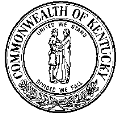 COMMONWEALTH OF KENTUCKY
UNITED WE STAND
DIVIDED WE FALL